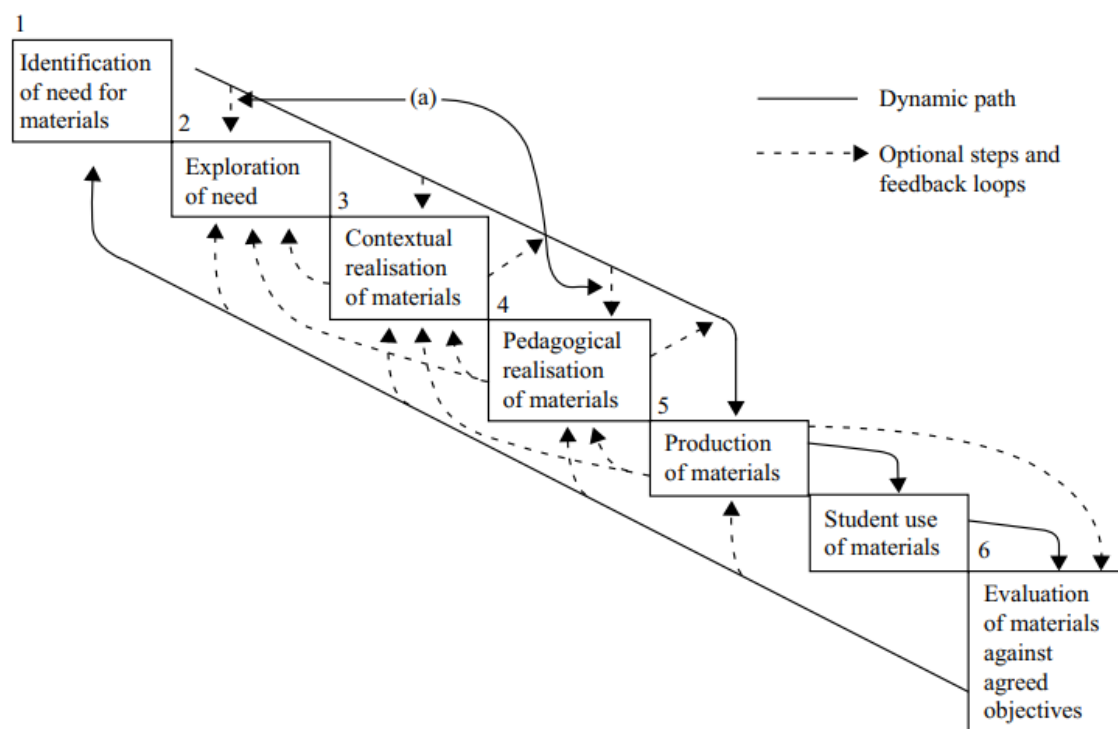 1
Identification
of need for
materials
(a)
Dynamic path
2
Optional steps and
feedback loops
Exploration
of need
3
Contextual
realisation
of materials
4
Pedagogical
realisation
of materials
5
Production
of materials
Student use
of materials
6
Evaluation
of materials
against
agreed
objectives